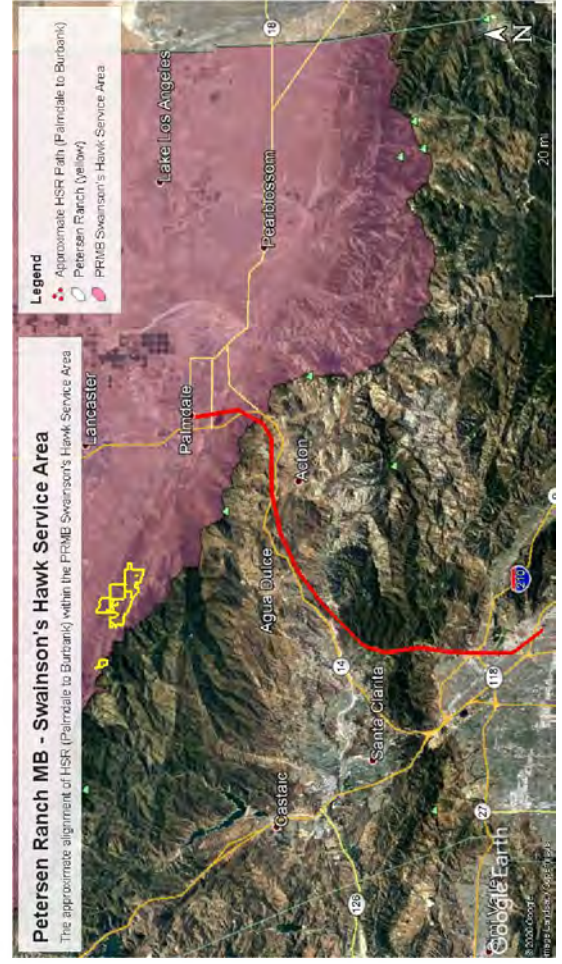 Petersen Ranch MB - Swainson's Hawk Service Area
The approximate alignment of HSR (Palmdale to Burbank) within the PRMB Swainson's Hawk Service Area
Legend
Approximate HSR Path (Palmdale to Burbank)
Petersen Ranch (yellow)
PRMB Swainson's Hawk Service Area
Lancaster
Lake Los Angeles
Palmdale
Pearblossom
18
Agua Dulce
Acton
Castaic
14
Santa Clarita
126
118
210
27
Google Earth
© 2020 Google
20 mi
N